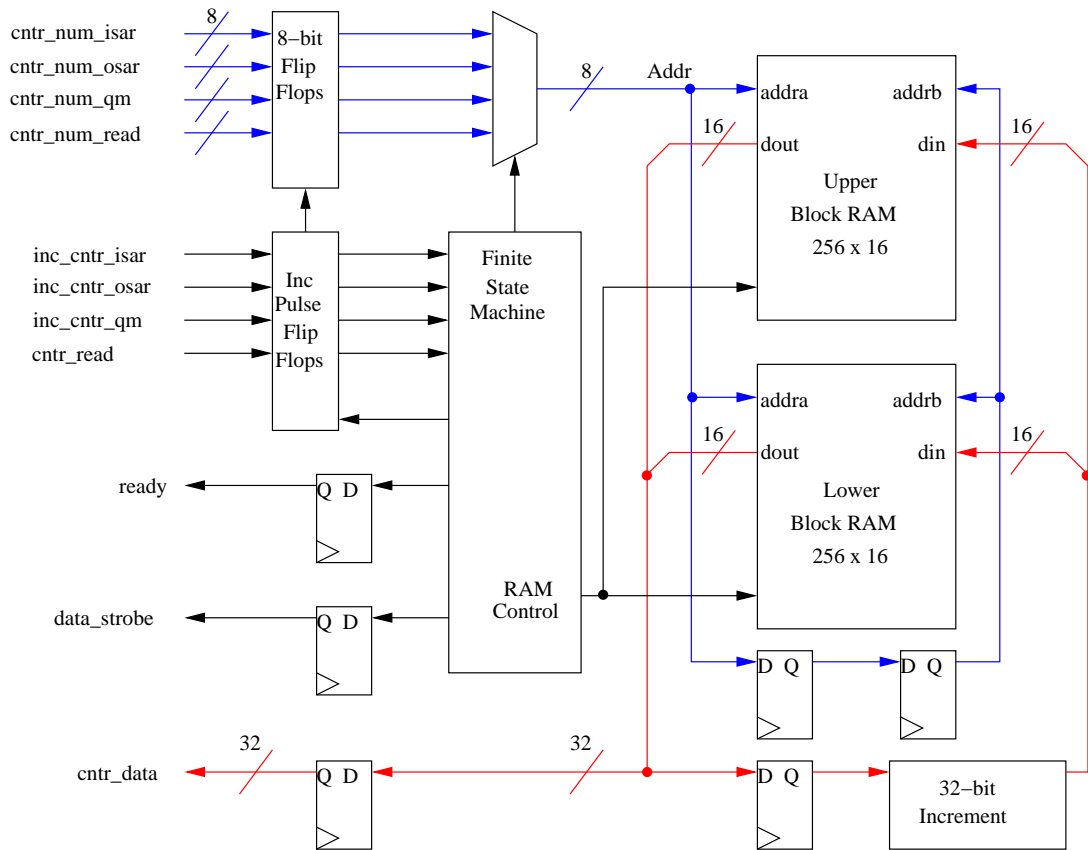 cntr_num_isar
cntr_num_osar
cntr_num_qm
cntr_num_read
8
8−bit
Flip
Flops
8
Addr
addra
addrb
16
dout
din
16
Upper
Block RAM
256 x 16
inc_cntr_isar
inc_cntr_osar
inc_cntr_qm
cntr_read
Inc
Pulse
Flip
Flops
Finite
State
Machine
RAM
Control
addra
addrb
16
dout
din
16
Lower
Block RAM
256 x 16
ready
Q D
data_strobe
Q D
D Q
D Q
cntr_data
32
Q D
32
D Q
32−bit
Increment